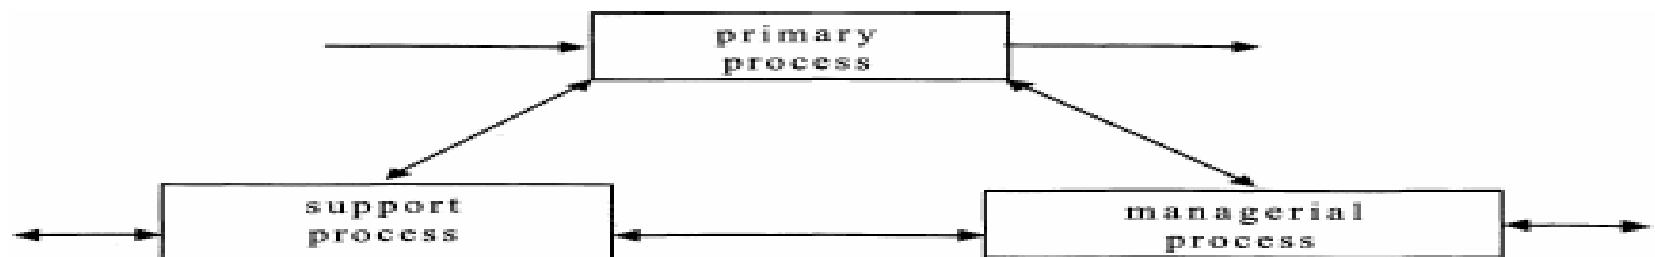 primary
process
support
process
managerial
process